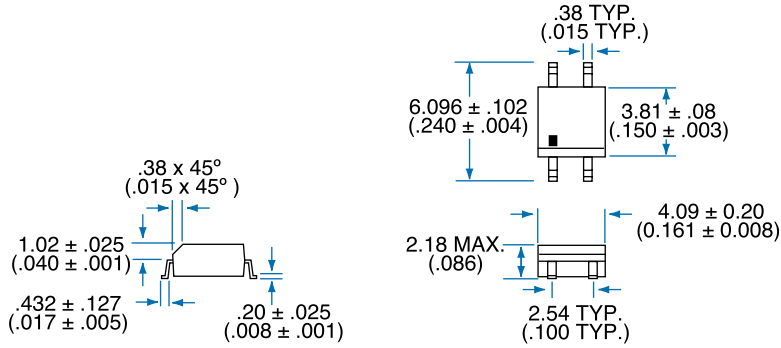 .38 TYP.
(.015 TYP.)
6.096 ± .102
(.240 ± .004)
3.81 ± .08
(.150 ± .003)
.38 x 45º
(.015 x 45º )
1.02 ± .025
(.040 ± .001)
.432 ± .127
(.017 ± .005)
.20 ± .025
(.008 ± .001)
4.09 ± 0.20
(0.161 ± 0.008)
2.18 MAX.
(.086)
2.54 TYP.
(.100 TYP.)